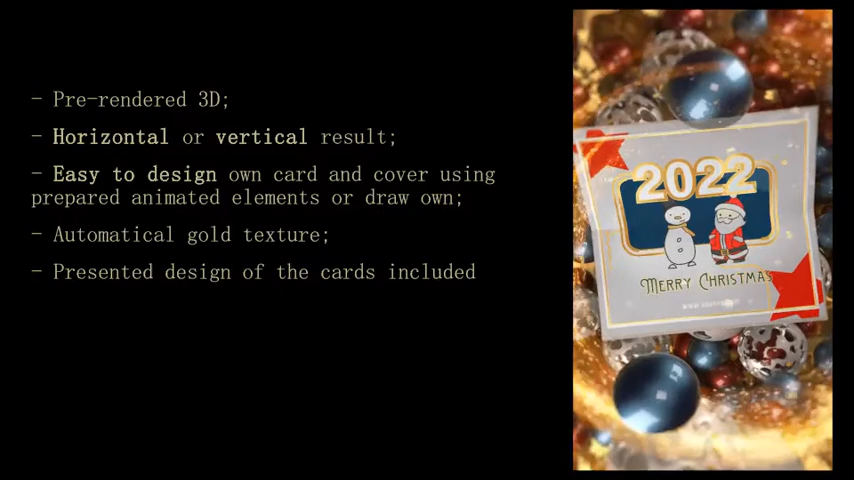 - Pre-rendered 3D;
- Horizontal or vertical result;
- Easy to design own card and cover using
prepared animated elements or draw own;
- Automatical gold texture;
- Presented design of the cards included
2022
MERRY CHRISTMAS